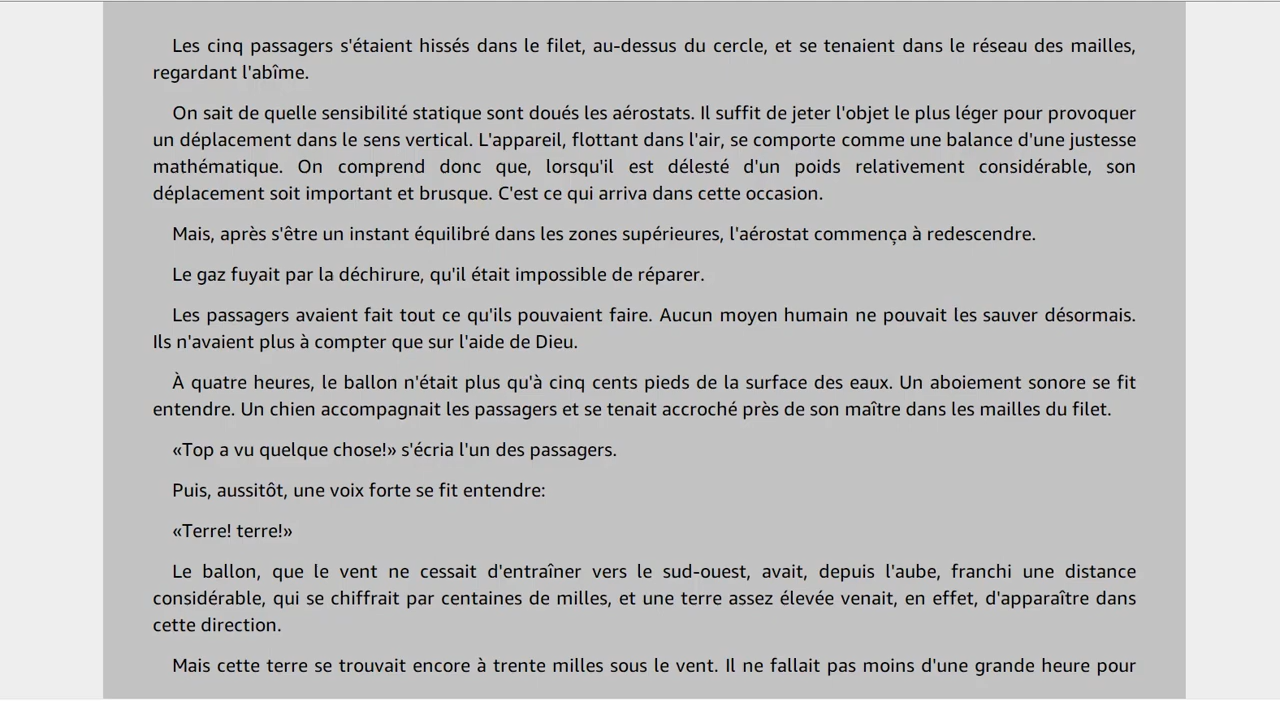 Les cinq passagers s'étaient hissés dans le filet, au-dessus du cercle, et se tenaient dans le réseau des mailles,
regardant l'abîme.
On sait de quelle sensibilité statique sont doués les aérostats. Il suffit de jeter l'objet le plus léger pour provoquer
un déplacement dans le sens vertical. L'appareil, flottant dans l'air, se comporte comme une balance d'une justesse
mathématique. On comprend donc que, lorsqu'il est délesté d'un poids relativement considérable, son
déplacement soit important et brusque. C'est ce qui arriva dans cette occasion.
Mais, après s'être un instant équilibré dans les zones supérieures, l'aérostat commença à redescendre.
Le gaz fuyait par la déchirure, qu'il était impossible de réparer.
Les passagers avaient fait tout ce qu'ils pouvaient faire. Aucun moyen humain ne pouvait les sauver désormais.
Ils n'avaient plus à compter que sur l'aide de Dieu.
À quatre heures, le ballon n'était plus qu'à cinq cents pieds de la surface des eaux. Un aboiement sonore se fit
entendre. Un chien accompagnait les passagers et se tenait accroché près de son maître dans les mailles du filet.
«Top a vu quelque chose!» s'écria l'un des passagers.
Puis, aussitôt, une voix forte se fit entendre:
«Terre! terre!»
Le ballon, que le vent ne cessait d'entraîner vers le sud-ouest, avait, depuis l'aube, franchi une distance
considérable, qui se chiffrait par centaines de milles, et une terre assez élevée venait, en effet, d'apparaître dans
cette direction.
Mais cette terre se trouvait encore à trente milles sous le vent. Il ne fallait pas moins d'une grande heure pour